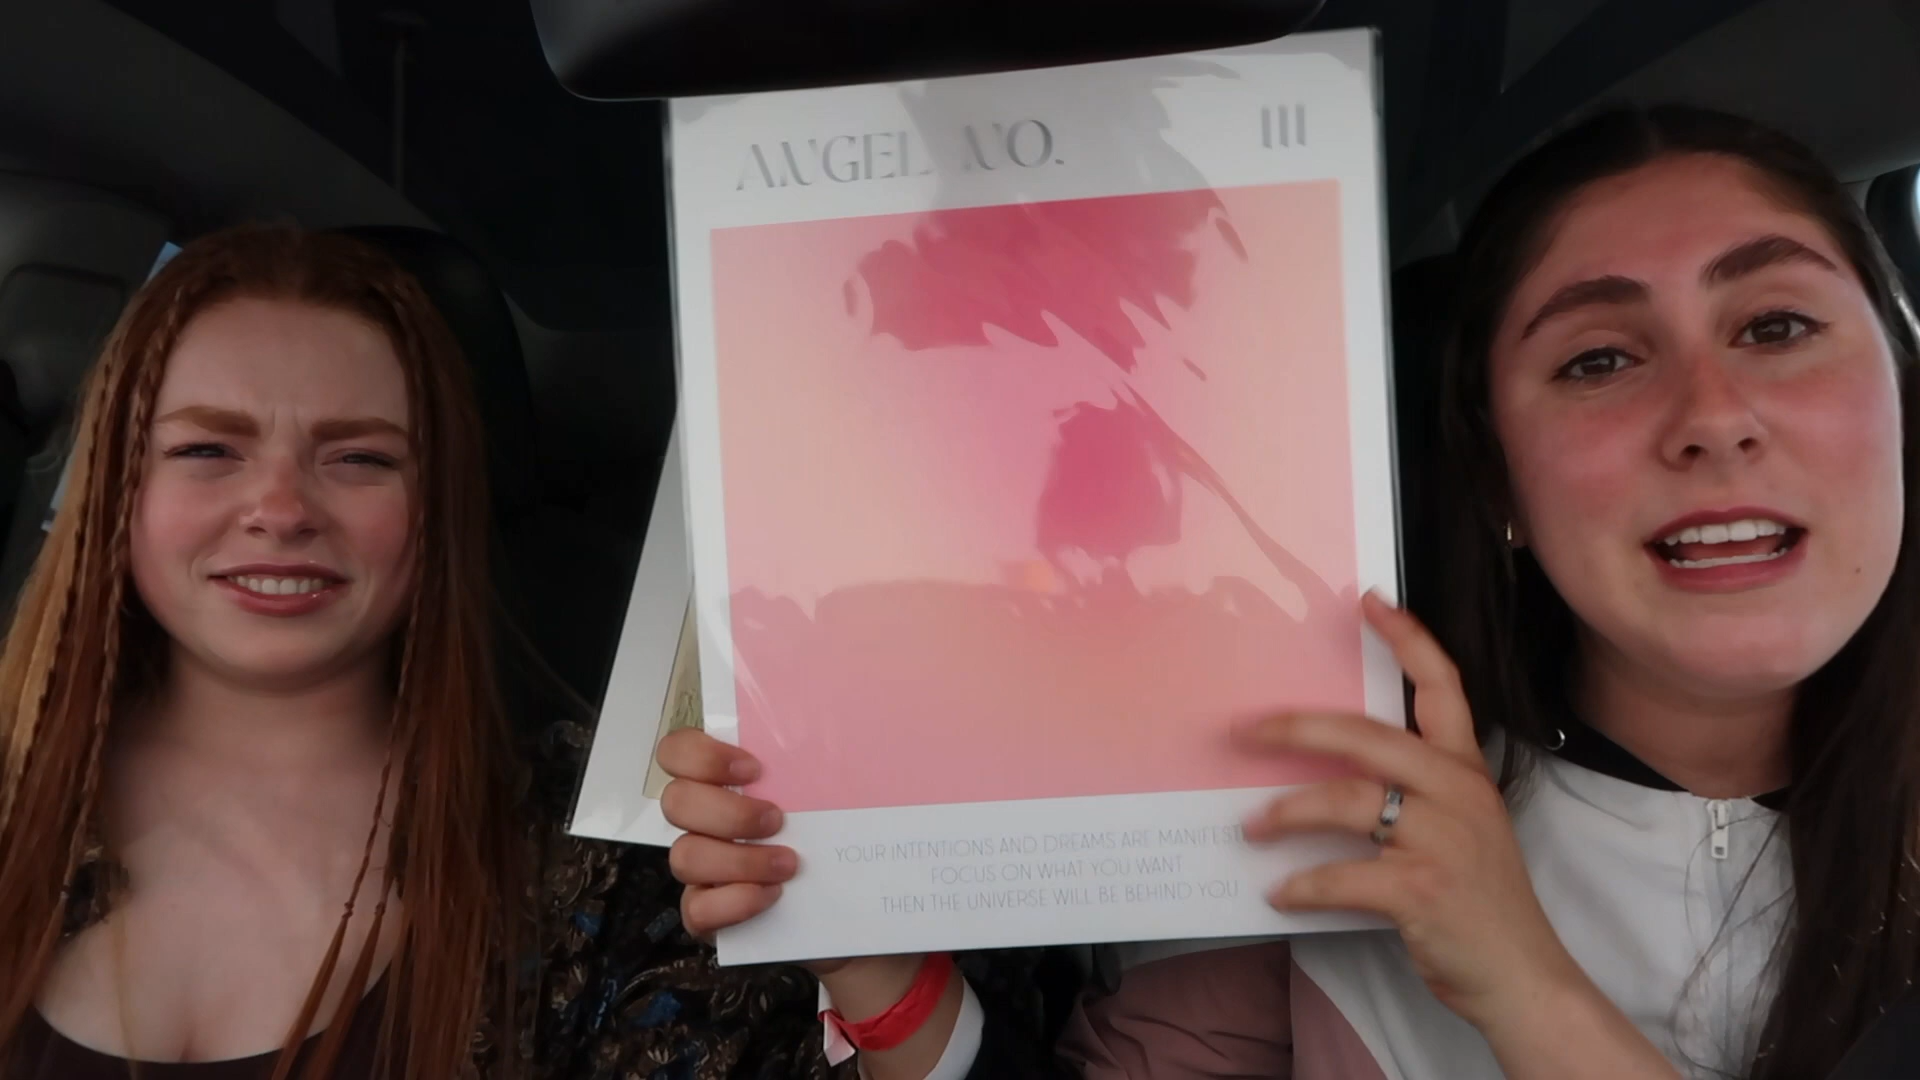 ANGEL NO. 111
YOUR INTENTIONS AND DREAMS ARE
FOCUS ON WHAT YOU WANT
THEN THE UNIVERSE WILL BE BEHIND YOU